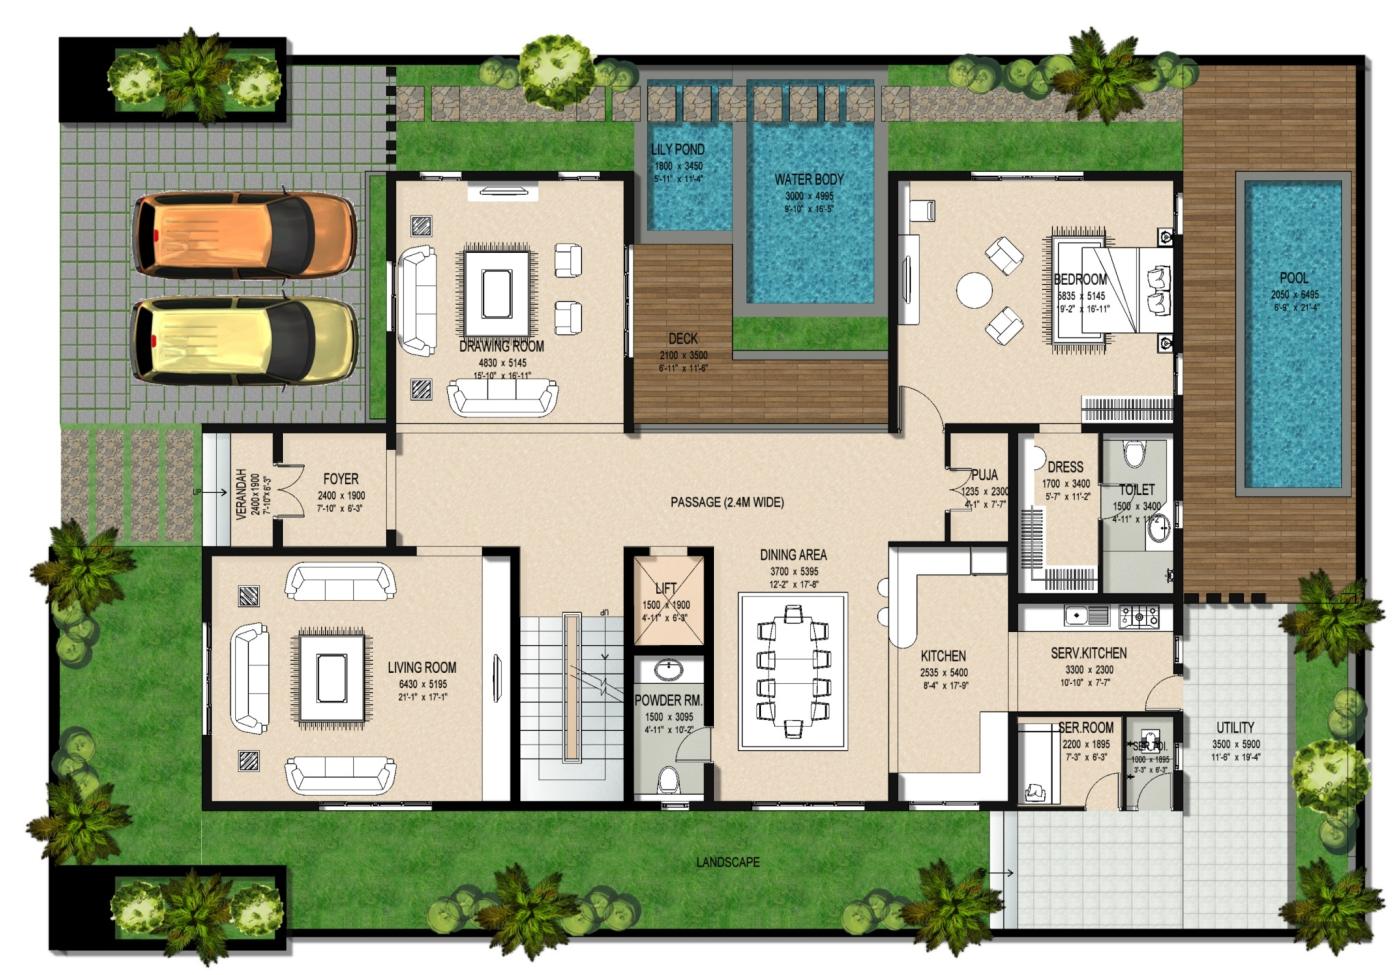 LILY POND
1800 x 3450
5'-11" x 11'-4"
WATER BODY
3000 x 4995
9'-10" x 16'-5"
DRAWING ROOM
4830 x 5145
15'-10" x 16'-11"
DECK
2100 x 3500
6'-11" x 11'-6"
BEDROOM
5835 x 5145
19'-2" x 16'-11"
POOL
2050 x 6495
6'-9" x 21'-4"
UP
VERANDAH
2400x1900
7'-10"x6'-3"
FOYER
2400 x 1900
7'-10" x 6'-3"
PASSAGE (2.4M WIDE)
PUJA
1235 x 2300
4'-1" x 7'-7"
DRESS
1700 x 3400
5'-7" x 11'-2"
TOILET
1500 x 3400
4'-11" x 11'-2"
LIVING ROOM
6430 x 5195
21'-1" x 17'-1"
UP
LIFT
1500 x 1900
4'-11" x 6'-3"
POWDER RM.
1500 x 3095
4'-11" x 10'-2"
DINING AREA
3700 x 5395
12'-2" x 17'-8"
KITCHEN
2535 x 5400
8'-4" x 17'-9"
SERV.KITCHEN
3300 x 2300
10'-10" x 7'-7"
SER.ROOM
2200 x 1895
7'-3" x 6'-3"
SER.TOI.
1000 x 1895
3'-3" x 6'-3"
UTILITY
3500 x 5900
11'-6" x 19'-4"
LANDSCAPE